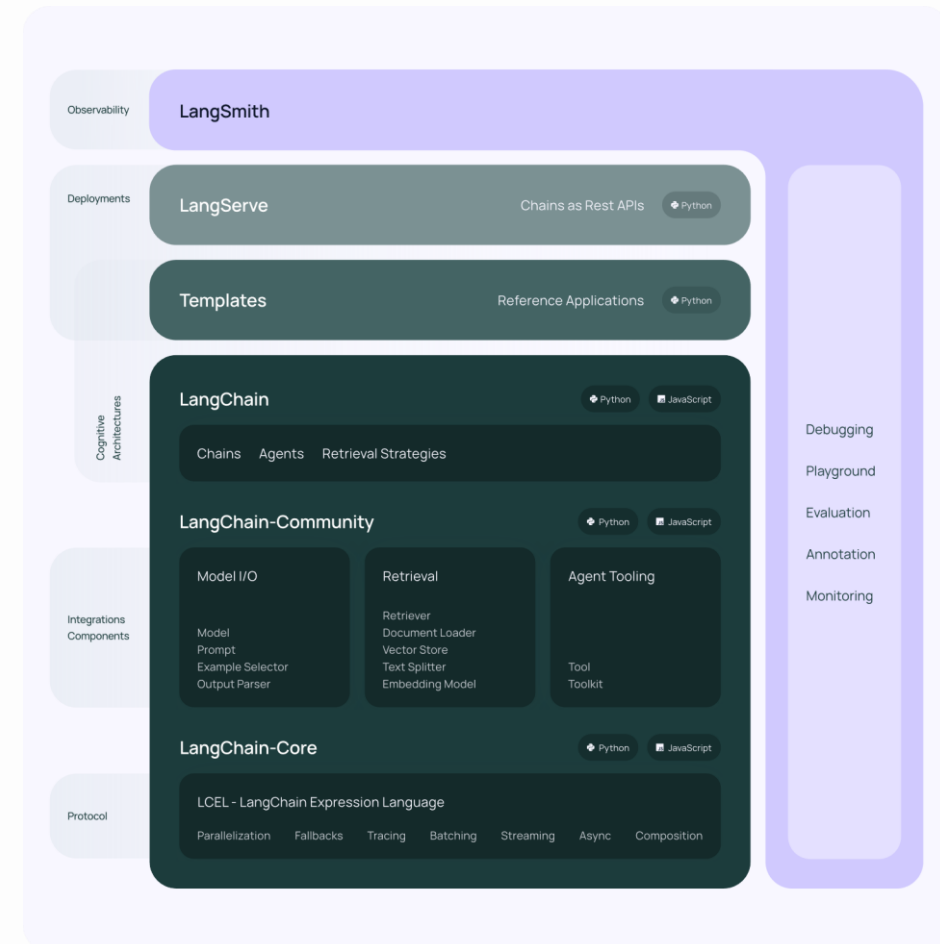 Observability
LangSmith
Deployments
LangServe
Chains as Rest APIs
Python
Templates
Reference Applications
Python
Cognitive
Architectures
LangChain
Python
JavaScript
Chains Agents Retrieval Strategies
LangChain-Community
Python
JavaScript
Integrations
Components
Model I/O
Model
Prompt
Example Selector
Output Parser
Retrieval
Retriever
Document Loader
Vector Store
Text Splitter
Embedding Model
Agent Tooling
Tool
Toolkit
LangChain-Core
Python
JavaScript
Protocol
LCEL - LangChain Expression Language
Parallelization Fallbacks Tracing Batching Streaming Async Composition
Debugging
Playground
Evaluation
Annotation
Monitoring